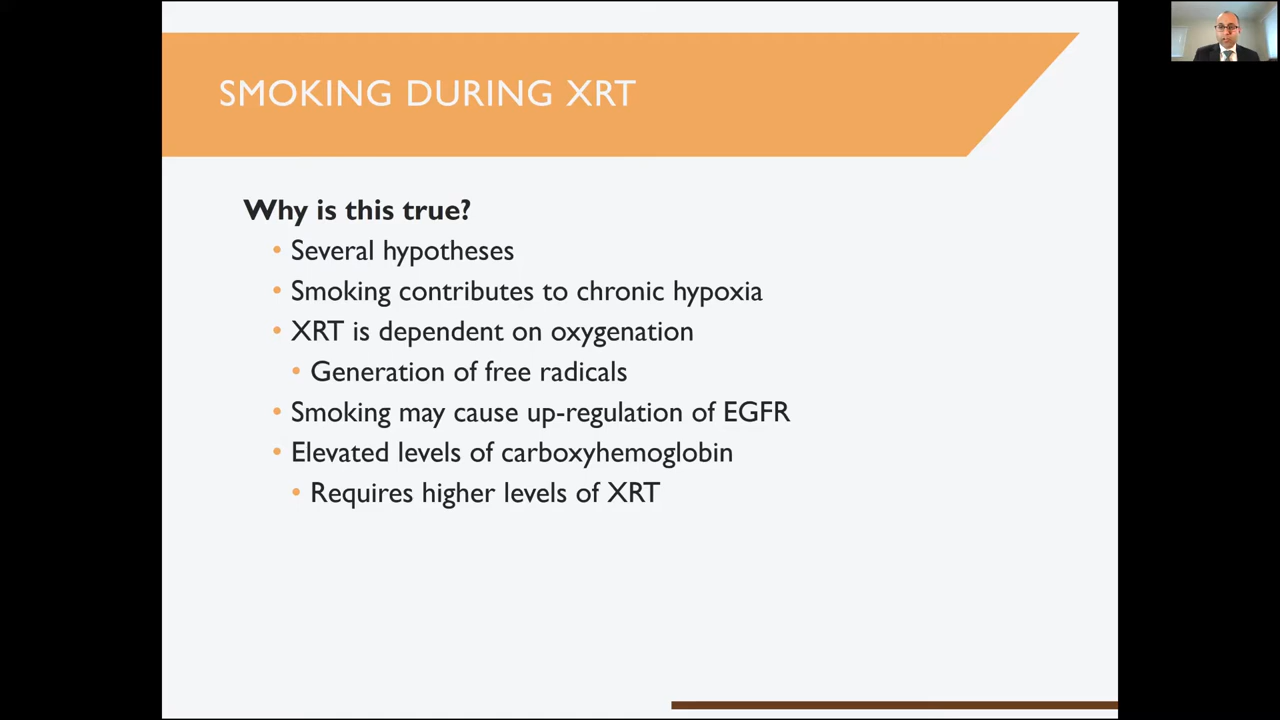 SMOKING DURING XRT
Why is this true?
• Several hypotheses
• Smoking contributes to chronic hypoxia
• XRT is dependent on oxygenation
• Generation of free radicals
• Smoking may cause up-regulation of EGFR
• Elevated levels of carboxyhemoglobin
• Requires higher levels of XRT